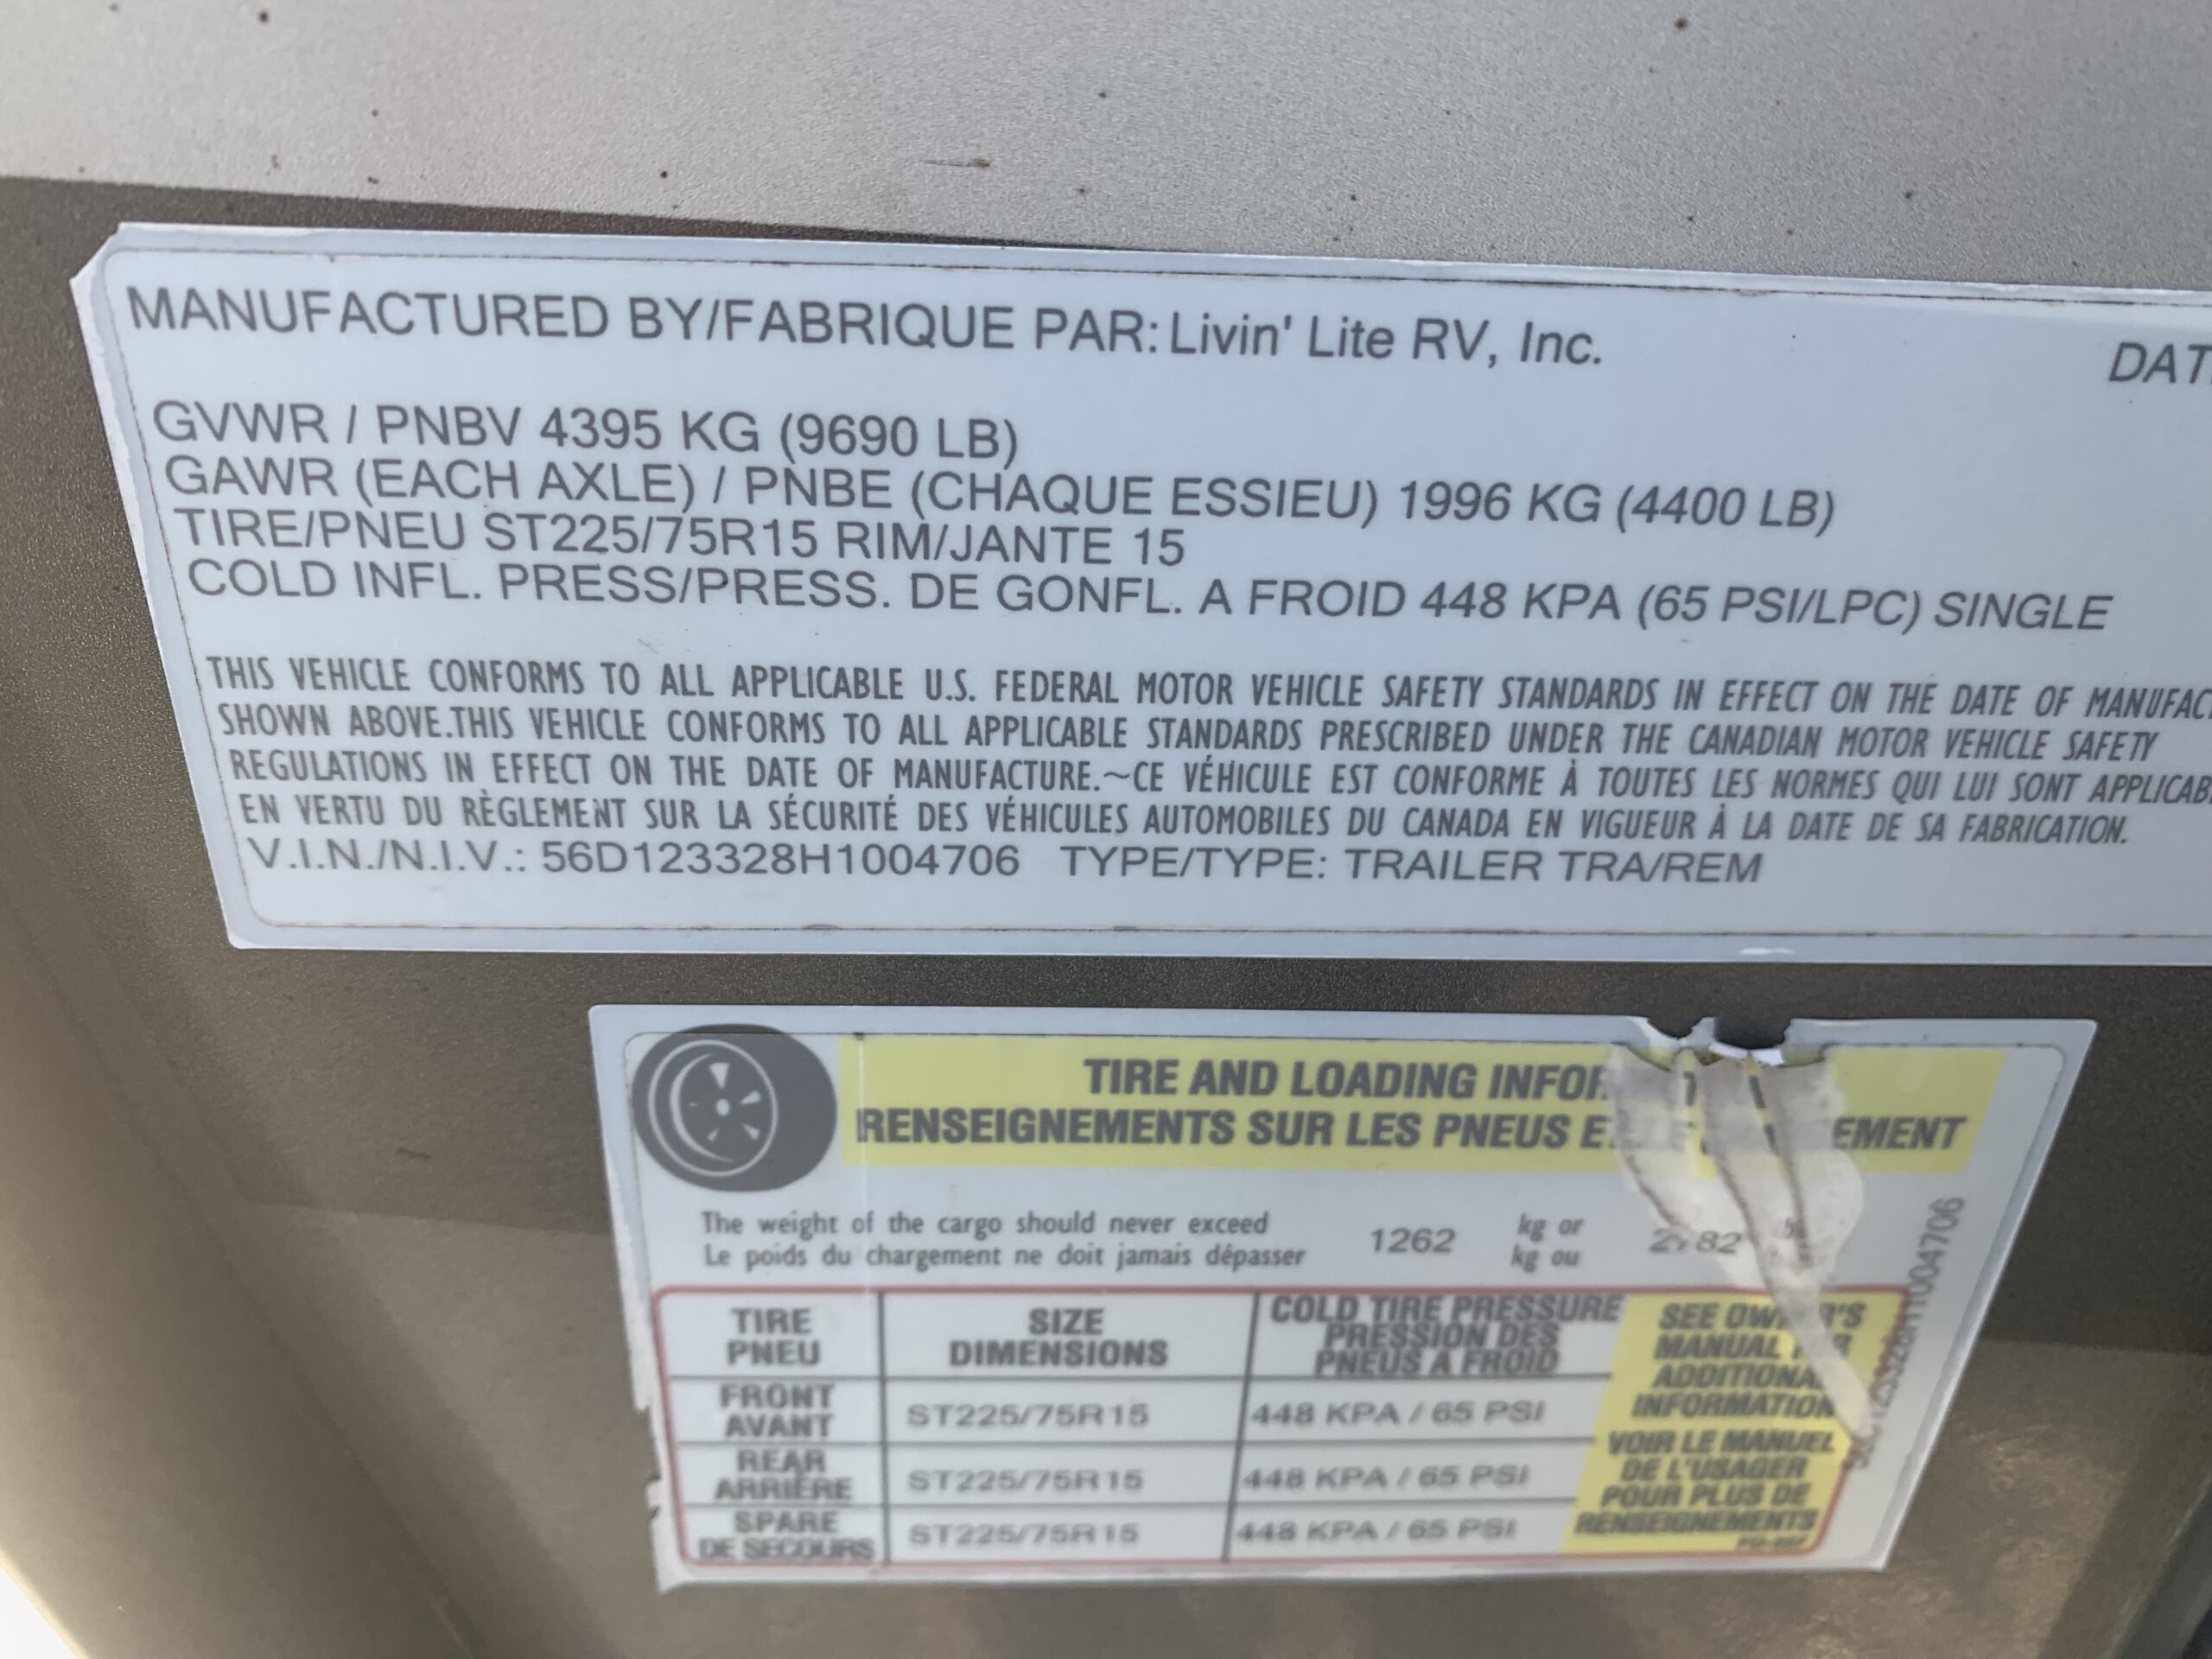 MANUFACTURED BY/FABRIQUE PAR: Livin' Lite RV, Inc.
DAT
GVWR / PNBV 4395 KG (9690 LB)
GAWR (EACH AXLE) / PNBE (CHAQUE ESSIEU) 1996 KG (4400 LB)
TIRE/PNEU ST225/75R15 RIM/JANTE 15
COLD INFL. PRESS/PRESS. DE GONFL. A FROID 448 KPA (65 PSI/LPC) SINGLE
THIS VEHICLE CONFORMS TO ALL APPLICABLE U.S. FEDERAL MOTOR VEHICLE SAFETY STANDARDS IN EFFECT ON THE DATE OF MANUFAC
SHOWN ABOVE.THIS VEHICLE CONFORMS TO ALL APPLICABLE STANDARDS PRESCRIBED UNDER THE CANADIAN MOTOR VEHICLE SAFETY
REGULATIONS IN EFFECT ON THE DATE OF MANUFACTURE.~CE VÉHICULE EST CONFORME À TOUTES LES NORMES QUI LUI SONT APPLICAB
EN VERTU DU RÈGLEMENT SUR LA SÉCURITÉ DES VÉHICULES AUTOMOBILES DU CANADA EN VIGUEUR À LA DATE DE SA FABRICATION.
V.I.N./N.I.V.: 56D123328H1004706 TYPE/TYPE: TRAILER TRA/REM
TIRE AND LOADING INFOR
RENSEIGNEMENTS SUR LES PNEUS E EMENT
The weight of the cargo should never exceed 1262 kg or
Le poids du chargement ne doit jamais dépasser kg ou
TIRE PNEU
SIZE DIMENSIONS
COLD TIRE PRESSURE
PRESSION DES
PNEUS A FROID
FRONT AVANT
ST225/75R15
448 KPA / 65 PSI
REAR ARRIÈRE
ST225/75R15
448 KPA / 65 PSI
SPARE DE SECOURS
ST225/75R15
448 KPA / 65 PSI
SEE OW R'S
MANUAL
ADDITIONA
INFORMATION
VOIR LE MANUEL
DE L'USAGER
POUR PLUS DE
RENSEIGNEMENTS